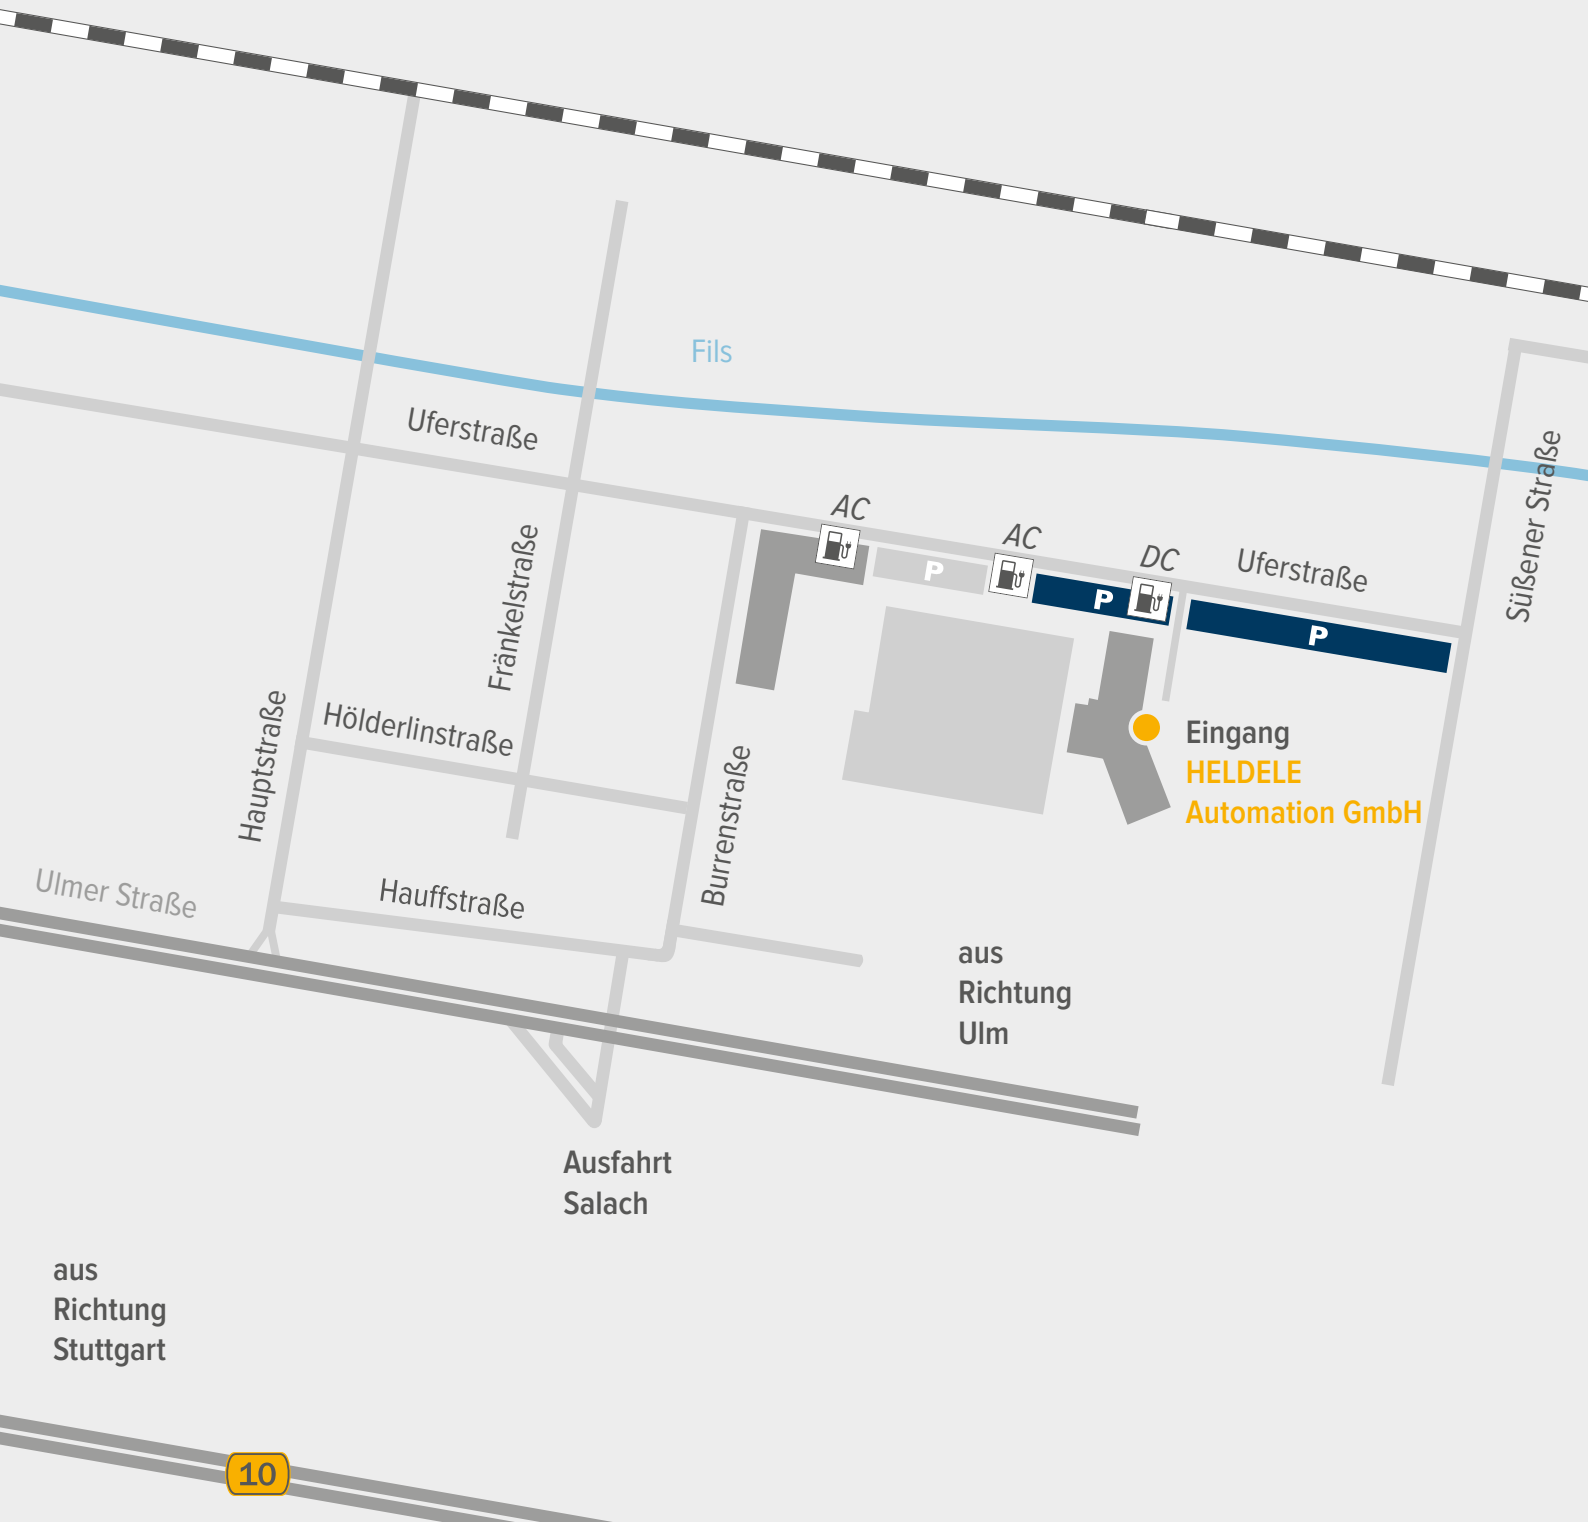 Fils
Uferstraße
AC
AC
DC
Uferstraße
Süßener Straße
P
P
P
Fränkelstraße
Hölderlinstraße
Hauptstraße
Burrenstraße
Eingang
HELDELE
Automation GmbH
Ulmer Straße
Hauffstraße
aus
Richtung
Ulm
Ausfahrt
Salach
aus
Richtung
Stuttgart
10